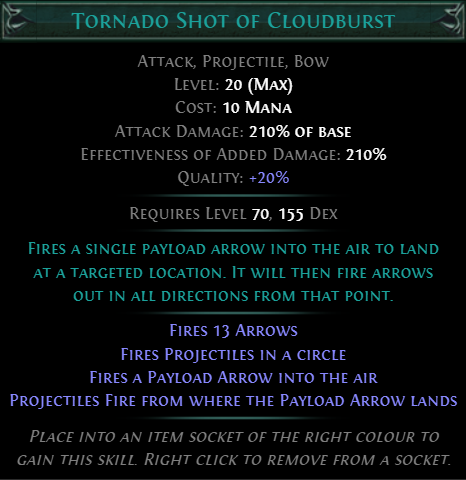 Tornado Shot of Cloudburst
Attack, Projectile, Bow
Level: 20 (Max)
Cost: 10 Mana
Attack Damage: 210% of base
Effectiveness of Added Damage: 210%
Quality: +20%
Requires Level 70, 155 Dex
Fires a single payload arrow into the air to land
at a targeted location. It will then fire arrows
out in all directions from that point.
Fires 13 Arrows
Fires Projectiles in a circle
Fires a Payload Arrow into the air
Projectiles Fire from where the Payload Arrow lands
Place into an item socket of the right colour to
gain this skill. Right click to remove from a socket.